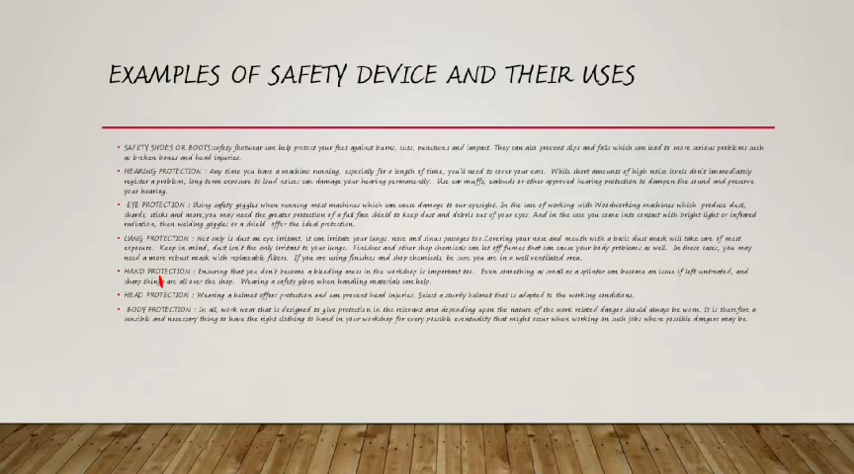 EXAMPLES OF SAFETY DEVICE AND THEIR USES
• SAFETY SHOES OR BOOTS:safety footwear can help protect your feet against burns, cuts, punctures and impact. They can also prevent slips and falls which can lead to more serious problems such
as broken bones and head injuries.
• HEARING PROTECTION : Any time you have a machine running, especially for a length of time, you'll need to cover your ears. While short amounts of high noise levels don't immediately
register a problem, long term exposure to loud noises can damage your hearing permanently. Use ear muffs, earbuds or other approved hearing protection to dampen the sound and preserve
your hearing.
• EYE PROTECTION : Using safety goggles when running most machines which can cause damage to our eyesight. In the case of working with Woodworking machines which produce dust,
shards, sticks and more,you may need the greater protection of a full face shield to keep dust and debris out of your eyes. And in the case you come into contact with bright light or infrared
radiation, then welding goggles or a shield offer the ideal protection.
• LUNG PROTECTION : Not only is dust an eye irritant, it can irritate your lungs, nose and sinus passages too.Covering your nose and mouth with a basic dust mask will take care of most
exposure. Keep in mind, dust isn't the only irritant to your lungs. Finishes and other shop chemicals can let off fumes that can cause your body problems as well. In these cases, you may
need a more robust mask with replaceable filters. If you are using finishes and shop chemicals, be sure you are in a well ventilated area.
• HAND PROTECTION : Ensuring that you don't become a bleeding mess in the workshop is important too. Even something as small as a splinter can become an issue if left untreated, and
sharp things are all over the shop. Wearing a safety glove when handling materials can help.
• HEAD PROTECTION : Wearing a helmet offers protection and can prevent head injuries. Select a sturdy helmet that is adapted to the working conditions.
• BODY PROTECTION : In all, work wear that is designed to give protection in the relevant area depending upon the nature of the work related danger should always be worn. It is therefore a
sensible and necessary thing to have the right clothing to hand in your workshop for every possible eventuality that might occur when working on such jobs where possible dangers may be.